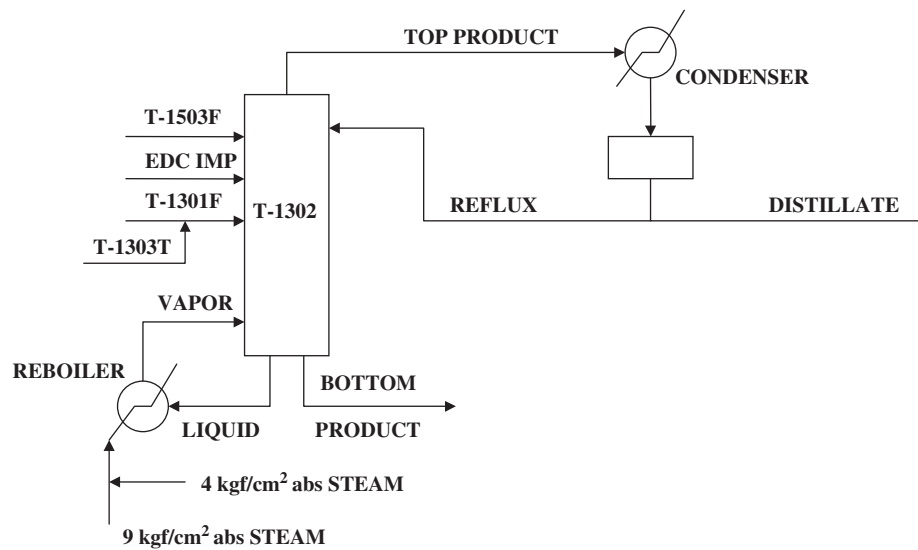 TOP PRODUCT
CONDENSER
T-1503F
EDC IMP
T-1301F
T-1302
REFLUX
DISTILLATE
T-1303T
VAPOR
REBOILER
BOTTOM
LIQUID
PRODUCT
4 kgf/cm² abs STEAM
9 kgf/cm² abs STEAM